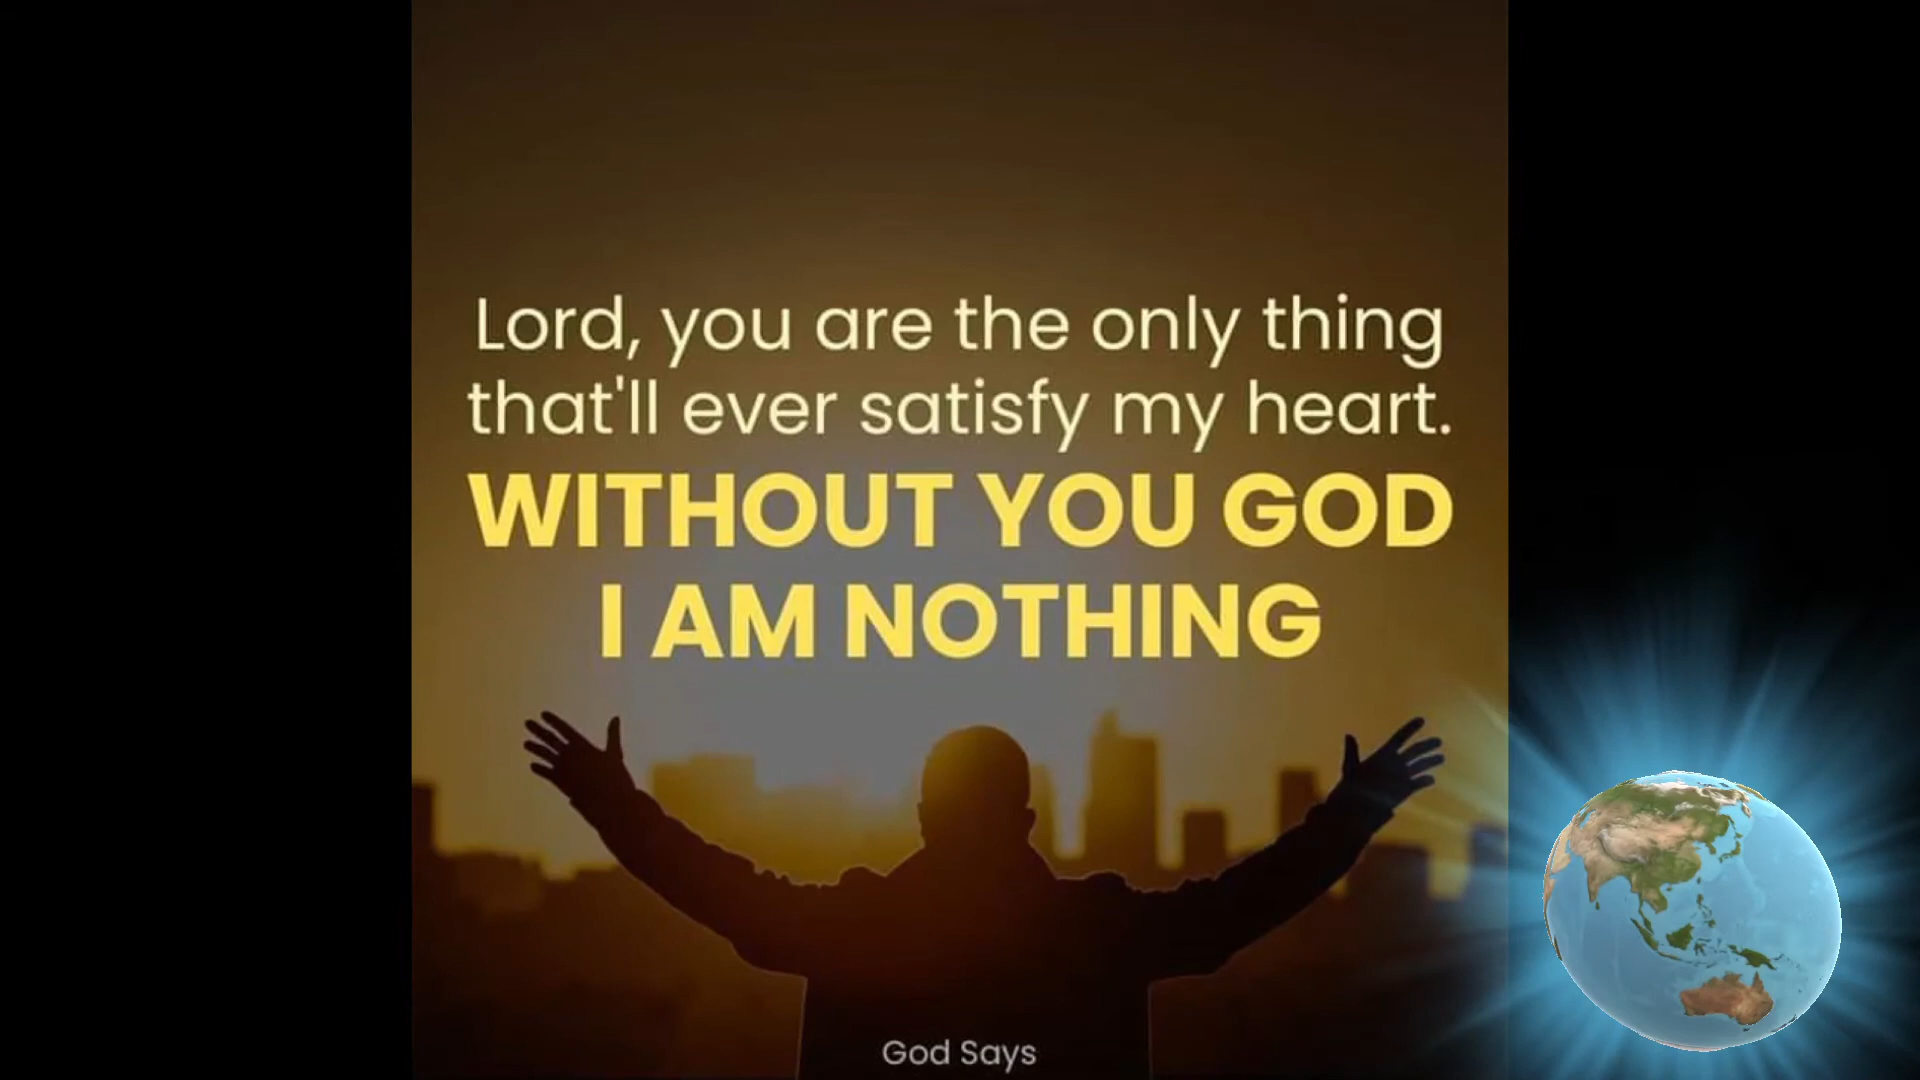 Lord, you are the only thing
that'll ever satisfy my heart.
WITHOUT YOU GOD
I AM NOTHING
God Says